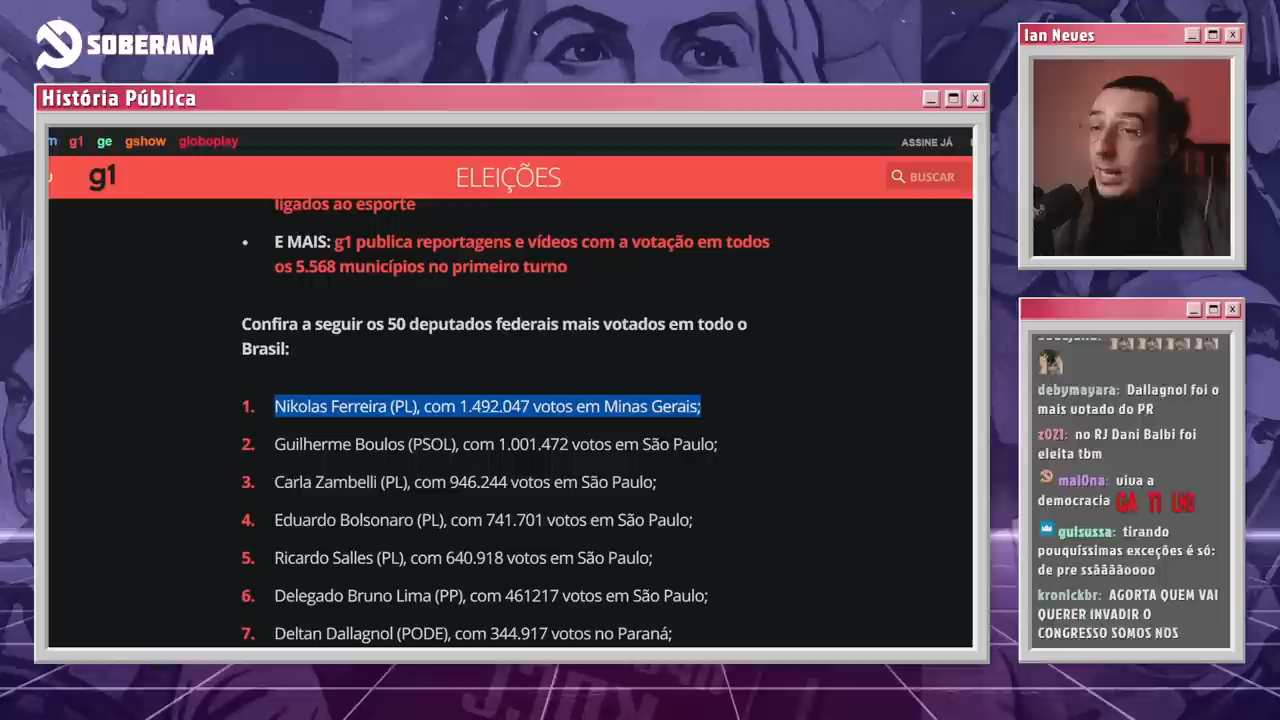 SOBERANA
História Pública
g1 ge gshow globoplay
ASSINE JÁ
g1
ELEIÇÕES
BUSCAR
ligados ao esporte
• E MAIS: g1 publica reportagens e vídeos com a votação em todos
os 5.568 municípios no primeiro turno
Confira a seguir os 50 deputados federais mais votados em todo o
Brasil:
1. Nikolas Ferreira (PL), com 1.492.047 votos em Minas Gerais;
2. Guilherme Boulos (PSOL), com 1.001.472 votos em São Paulo;
3. Carla Zambelli (PL), com 946.244 votos em São Paulo;
4. Eduardo Bolsonaro (PL), com 741.701 votos em São Paulo;
5. Ricardo Salles (PL), com 640.918 votos em São Paulo;
6. Delegado Bruno Lima (PP), com 461217 votos em São Paulo;
7. Deltan Dallagnol (PODE), com 344.917 votos no Paraná;
Ian Neves
debymayara: Dallagnol foi o
mais votado do PR
z021: no RJ Dani Balbi foi
eleita tbm
mal0na: viva a
democracia GA TI LHO
guisussa: tirando
pouquíssimas exceções é só:
de pre ssãããããoooo
kronickbr: AGORTA QUEM VAI
QUERER INVADIR O
CONGRESSO SOMOS NOS